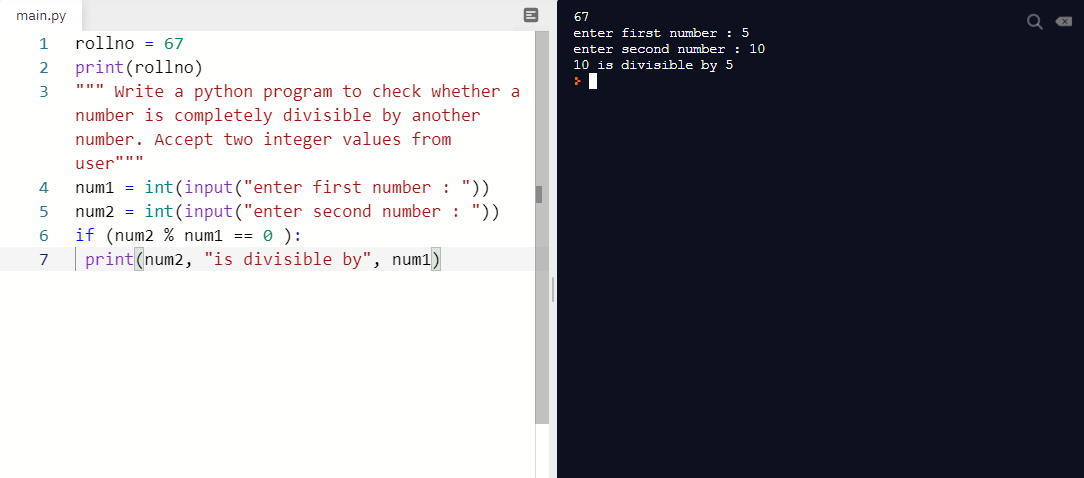 main.py
1 rollno = 67
2 print(rollno)
3 """ Write a python program to check whether a
number is completely divisible by another
number. Accept two integer values from
user"""
4 num1 = int(input("enter first number : "))
5 num2 = int(input("enter second number : "))
6 if (num2 % num1 == 0 ):
7 print(num2, "is divisible by", num1)
67
enter first number : 5
enter second number : 10
10 is divisible by 5